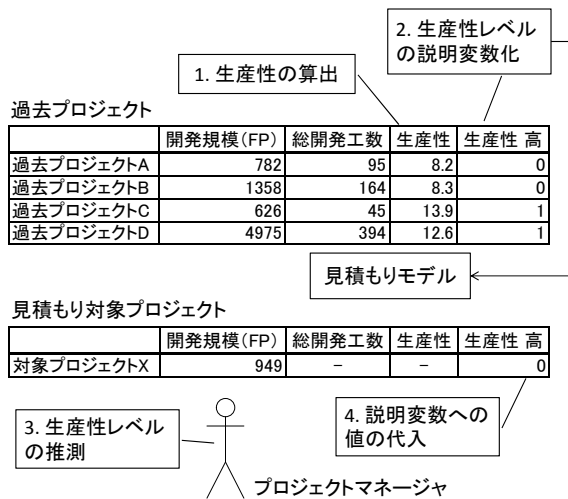 2. 生産性レベル
の説明変数化
1. 生産性の算出
過去プロジェクト
開発規模(FP) 総開発工数 生産性 生産性 高
過去プロジェクトA 782 95 8.2 0
過去プロジェクトB 1358 164 8.3 0
過去プロジェクトC 626 45 13.9 1
過去プロジェクトD 4975 394 12.6 1
見積もりモデル
見積もり対象プロジェクト
開発規模(FP) 総開発工数 生産性 生産性 高
対象プロジェクトX 949 − − 0
3. 生産性レベル
の推測
4. 説明変数への
値の代入
プロジェクトマネージャ